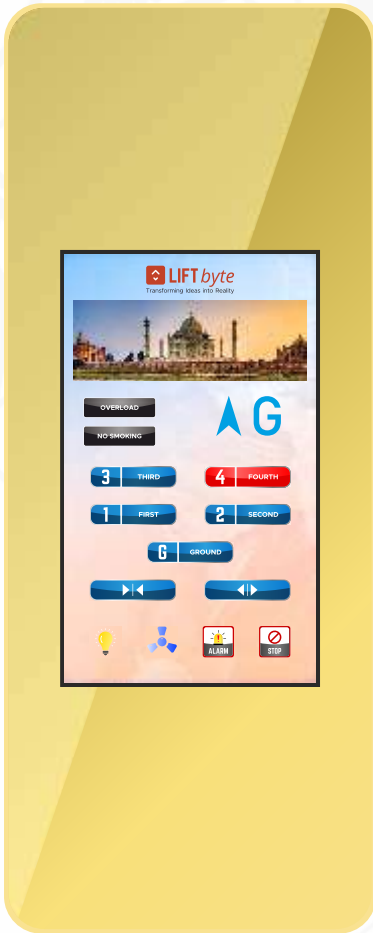 LIFT byte
Transforming Ideas into Reality
OVERLOAD
NO SMOKING
G
3 THIRD
4 FOURTH
1 FIRST
2 SECOND
G GROUND
ALARM
STOP